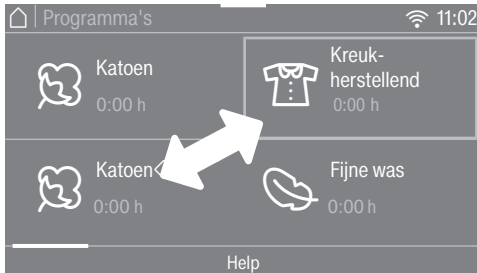 Programma's 11:02
Katoen
0:00 h
Kreuk-
herstellend
0:00 h
Katoen
0:00 h
Fijne was
0:00 h
Help